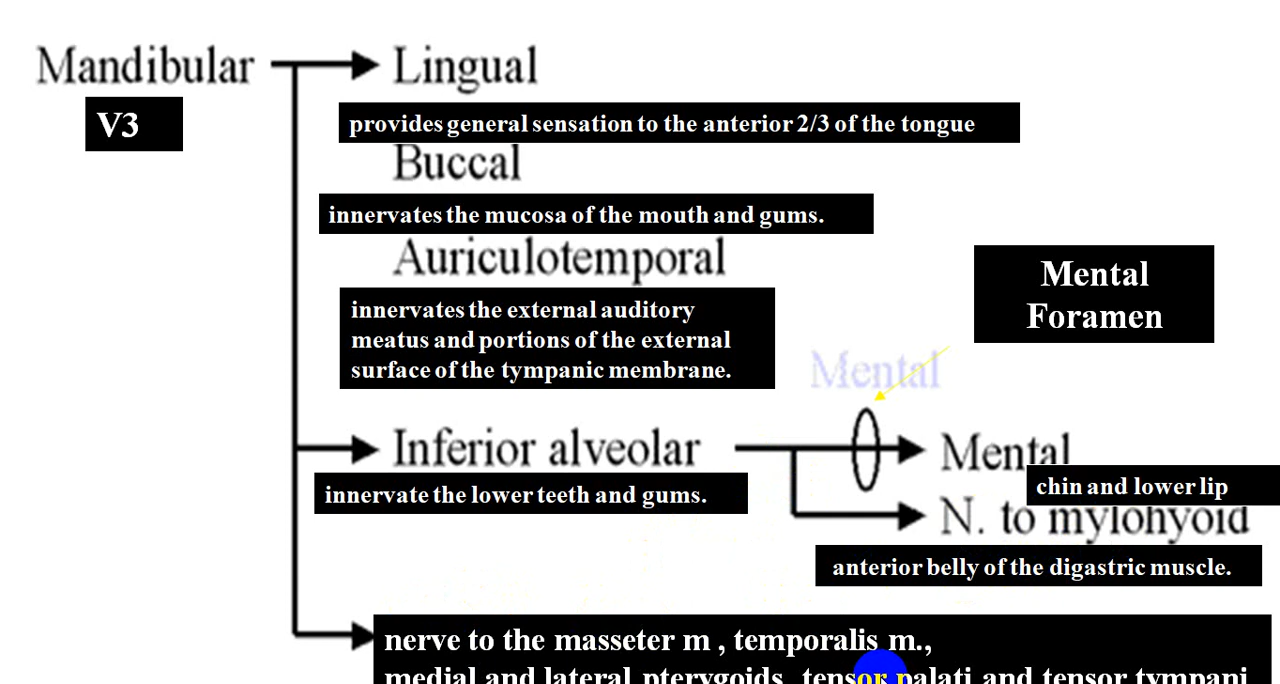 Mandibular
V3
Lingual
provides general sensation to the anterior 2/3 of the tongue
Buccal
innervates the mucosa of the mouth and gums.
Auriculotemporal
innervates the external auditory
meatus and portions of the external
surface of the tympanic membrane.
Mental
Foramen
Mental
Inferior alveolar
innervate the lower teeth and gums.
Mental
chin and lower lip
N. to mylohyoid
anterior belly of the digastric muscle.
nerve to the masseter m , temporalis m.,
medial and lateral pterygoids, tensor palati and tensor tympani